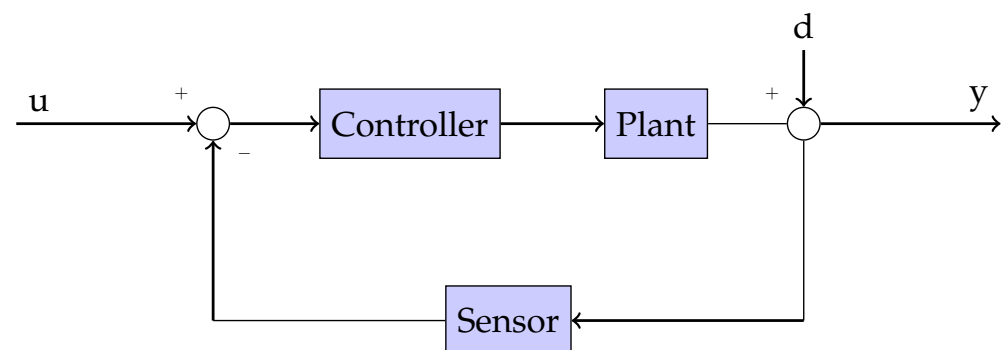 d
u
+
+
y
Controller
Plant
−
Sensor